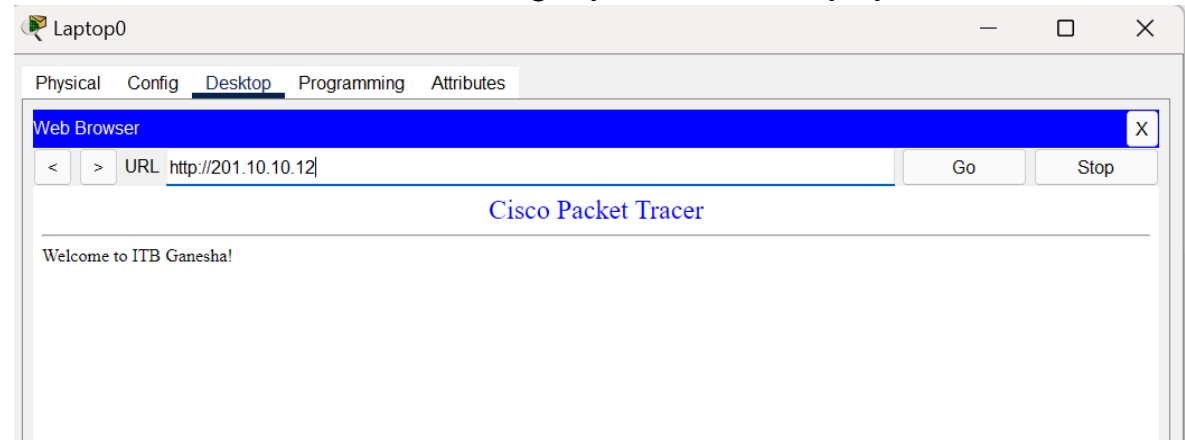 Laptop0
Physical Config Desktop Programming Attributes
Web Browser X
< > URL http://201.10.10.12 Go Stop
Cisco Packet Tracer
Welcome to ITB Ganesha!